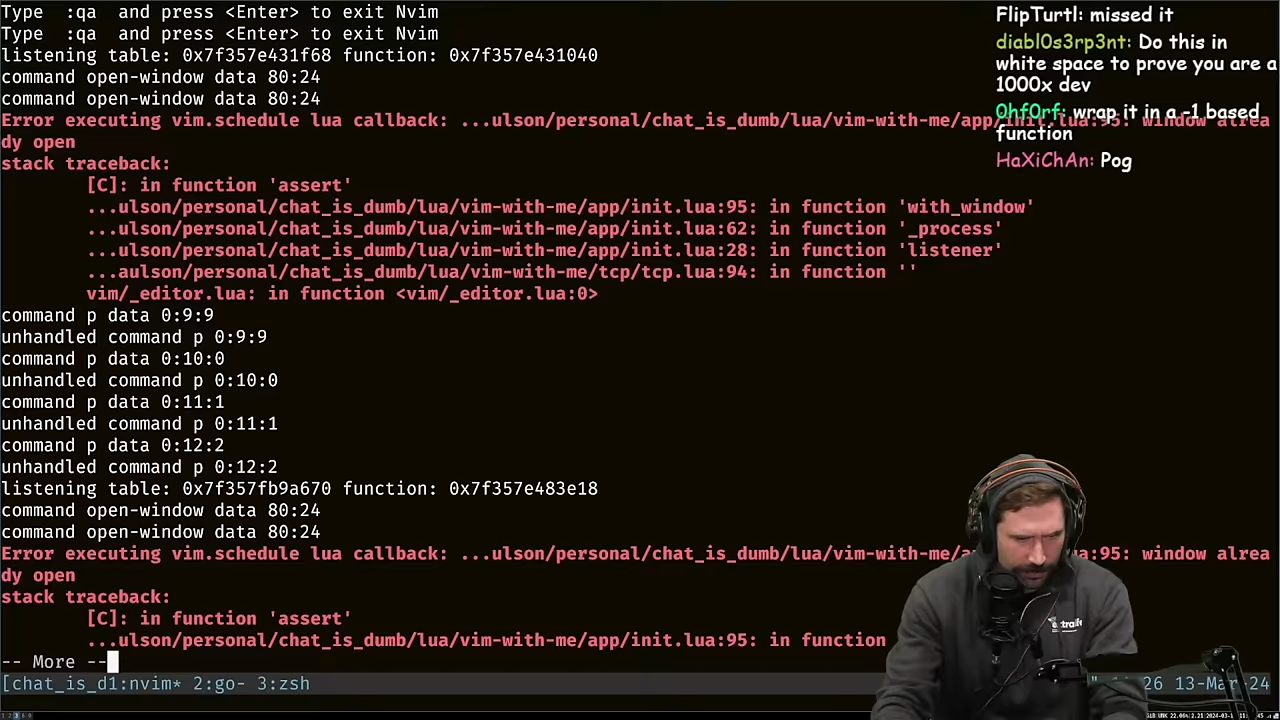 Type  :qa  and press <Enter> to exit Nvim
Type  :qa  and press <Enter> to exit Nvim
listening table: 0x7f357e431f68 function: 0x7f357e431040
command open-window data 80:24
command open-window data 80:24
Error executing vim.schedule lua callback: ...ulson/personal/chat_is_dumb/lua/vim-with-me/app/init.lua:95: window alrea
dy open
stack traceback:
[C]: in function 'assert'
...ulson/personal/chat_is_dumb/lua/vim-with-me/app/init.lua:95: in function 'with_window'
...ulson/personal/chat_is_dumb/lua/vim-with-me/app/init.lua:62: in function '_process'
...ulson/personal/chat_is_dumb/lua/vim-with-me/app/init.lua:28: in function 'listener'
...aulson/personal/chat_is_dumb/lua/vim-with-me/tcp/tcp.lua:94: in function ''
vim/_editor.lua: in function <vim/_editor.lua:0>
command p data 0:9:9
unhandled command p 0:9:9
command p data 0:10:0
unhandled command p 0:10:0
command p data 0:11:1
unhandled command p 0:11:1
command p data 0:12:2
unhandled command p 0:12:2
listening table: 0x7f357fb9a670 function: 0x7f357e483e18
command open-window data 80:24
command open-window data 80:24
Error executing vim.schedule lua callback: ...ulson/personal/chat_is_dumb/lua/vim-with-me/a ua:95: window alrea
dy open
stack traceback:
[C]: in function 'assert'
...ulson/personal/chat_is_dumb/lua/vim-with-me/app/init.lua:95: in function
-- More --
[chat_is_d1:nvim* 2:go- 3:zsh
26 13-Mar-24
FlipTurtl: missed it
diabl0s3rp3nt: Do this in
white space to prove you are a
1000x dev
0hf0rf: wrap it in a -1 based
function
HaXiChAn: Pog